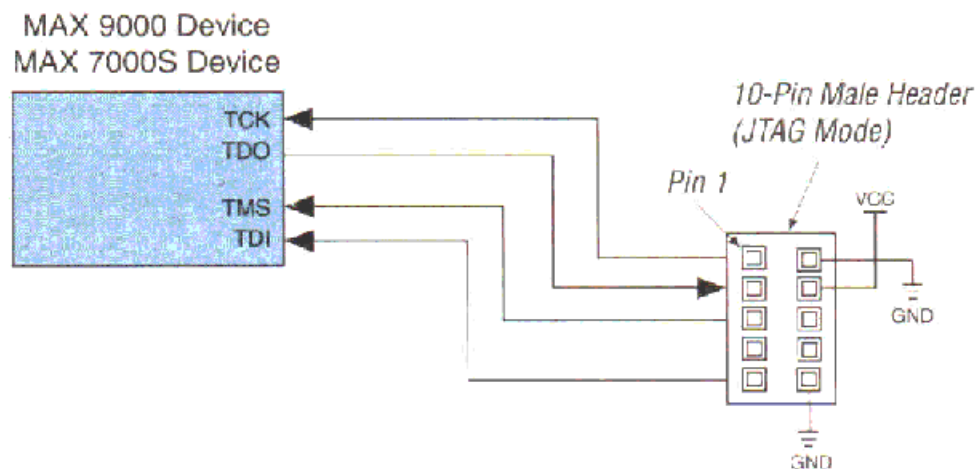 MAX 9000 Device
MAX 7000S Device
TCK
TDO
TMS
TDI
10-Pin Male Header
(JTAG Mode)
Pin 1
VCC
GND
GND